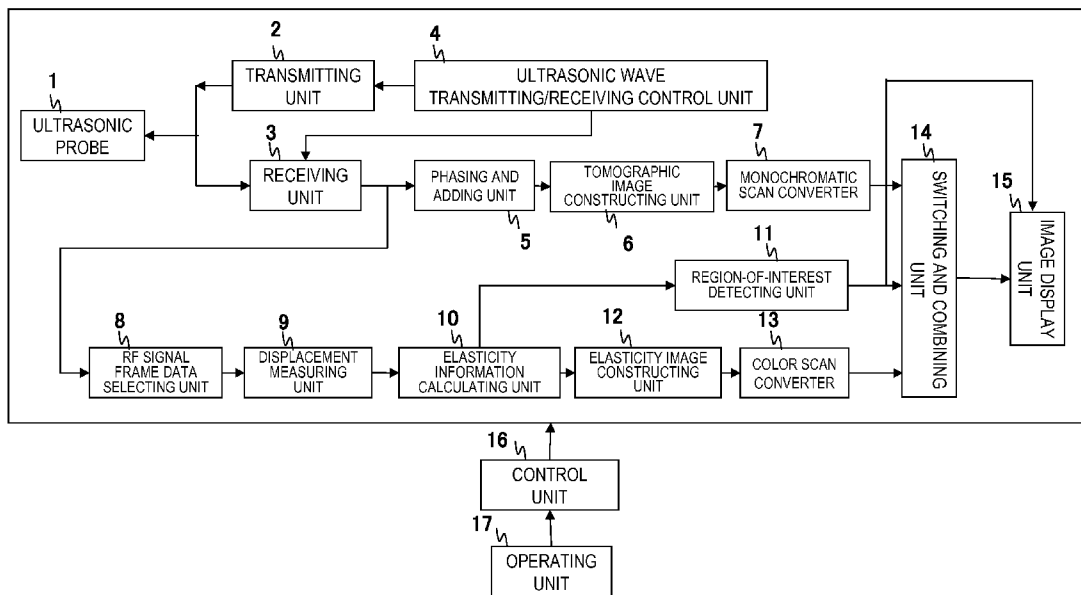 2
TRANSMITTING
UNIT
4
ULTRASONIC WAVE
TRANSMITTING/RECEIVING CONTROL UNIT
1
ULTRASONIC
PROBE
3
RECEIVING
UNIT
PHASING AND
ADDING UNIT
5
TOMOGRAPHIC
IMAGE
CONSTRUCTING UNIT
6
7
MONOCHROMATIC
SCAN CONVERTER
14
SWITCHING AND COMBINING
UNIT
15
IMAGE DISPLAY
UNIT
11
REGION-OF-INTEREST
DETECTING UNIT
8
RF SIGNAL
FRAME DATA
SELECTING UNIT
9
DISPLACEMENT
MEASURING
UNIT
10
ELASTICITY
INFORMATION
CALCULATING UNIT
12
ELASTICITY IMAGE
CONSTRUCTING
UNIT
13
COLOR SCAN
CONVERTER
16
CONTROL
UNIT
17
OPERATING
UNIT